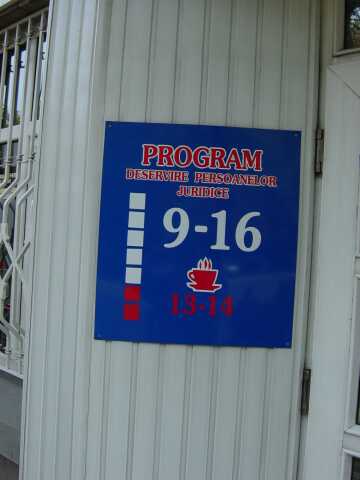 PROGRAM
DESERVIRE PERSOANELOR
JURIDICE
9-16
13-14